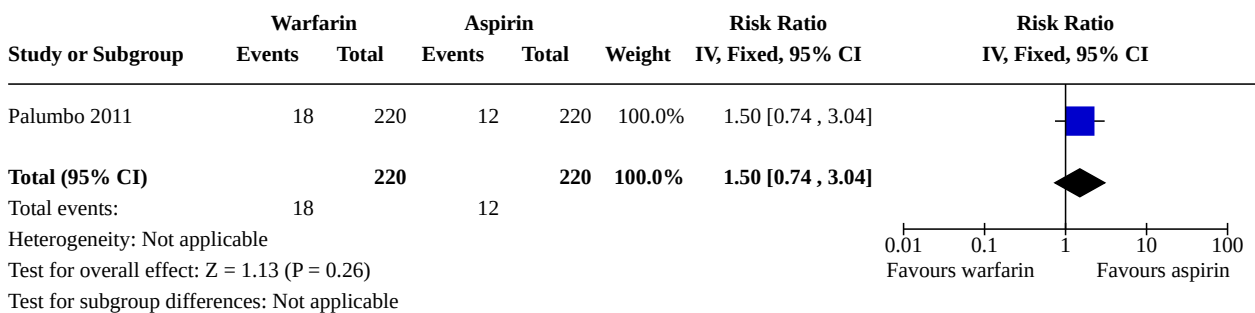 Warfarin Aspirin Risk Ratio Risk Ratio
Study or Subgroup Events Total Events Total Weight IV, Fixed, 95% CI IV, Fixed, 95% CI
Palumbo 2011 18 220 12 220 100.0% 1.50 [0.74 , 3.04]
Total (95% CI) 220 220 100.0% 1.50 [0.74 , 3.04]
Total events: 18 12
Heterogeneity: Not applicable
0.01 0.1 1 10 100
Test for overall effect: Z = 1.13 (P = 0.26) Favours warfarin Favours aspirin
Test for subgroup differences: Not applicable